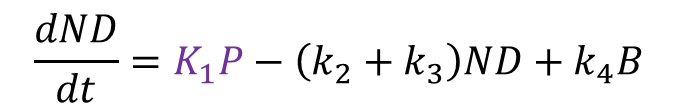 dND/dt = K₁P − (k₂ + k₃)ND + k₄B